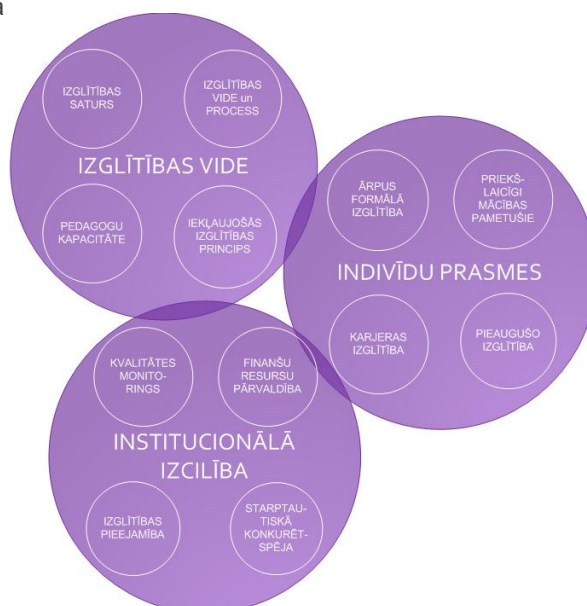 a
IZGLĪTĪBAS
SATURS
IZGLĪTĪBAS
VIDE un
PROCESS
IZGLĪTĪBAS VIDE
PEDAGOGU
KAPACITĀTE
IEKĻAUJOŠĀS
IZGLĪTĪBAS
PRINCIPS
ĀRPUS
FORMĀLĀ
IZGLĪTĪBA
PRIEKŠ-
LAICĪGI
MĀCĪBAS
PAMETUŠIE
INDIVĪDU PRASMES
KARJERAS
IZGLĪTĪBA
PIEAUGUŠO
IZGLĪTĪBA
KVALITĀTES
MONITO-
RINGS
FINANŠU
RESURSU
PĀRVALDĪBA
INSTITUCIONĀLĀ
IZCILĪBA
IZGLĪTĪBAS
PIEEJAMĪBA
STARPTAU-
TISKĀ
KONKURĒT-
SPĒJA